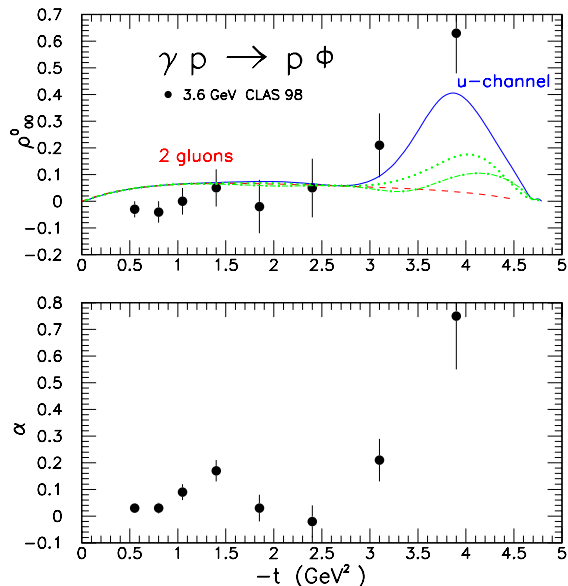 0.7
0.6
0.5
0.4
0.3
0.2
0.1
0
-0.1
-0.2
ρ⁰₀₀
γ p → p Φ
● 3.6 GeV CLAS 98
u-channel
2 gluons
0 0.5 1 1.5 2 2.5 3 3.5 4 4.5 5
0.8
0.7
0.6
0.5
0.4
0.3
0.2
0.1
0
-0.1
α
0 0.5 1 1.5 2 2.5 3 3.5 4 4.5 5
-t (GeV²)